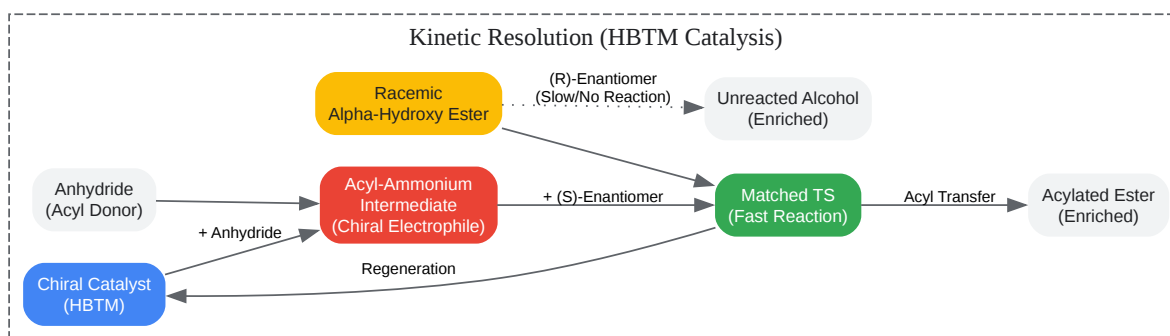 Kinetic Resolution (HBTM Catalysis)
Racemic
Alpha-Hydroxy Ester
(R)-Enantiomer
(Slow/No Reaction)
Unreacted Alcohol
(Enriched)
Anhydride
(Acyl Donor)
Acyl-Ammonium
Intermediate
(Chiral Electrophile)
+ (S)-Enantiomer
Matched TS
(Fast Reaction)
Acyl Transfer
Acylated Ester
(Enriched)
+ Anhydride
Chiral Catalyst
(HBTM)
Regeneration